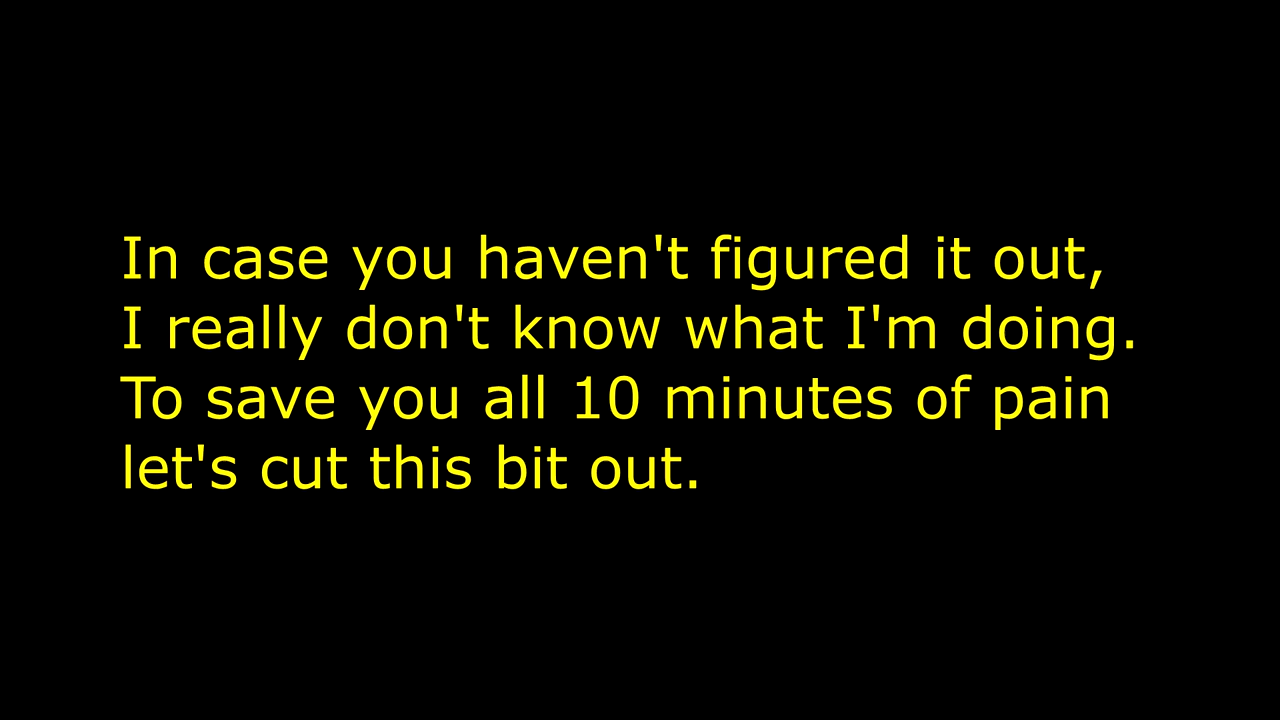 In case you haven't figured it out,
I really don't know what I'm doing.
To save you all 10 minutes of pain
let's cut this bit out.